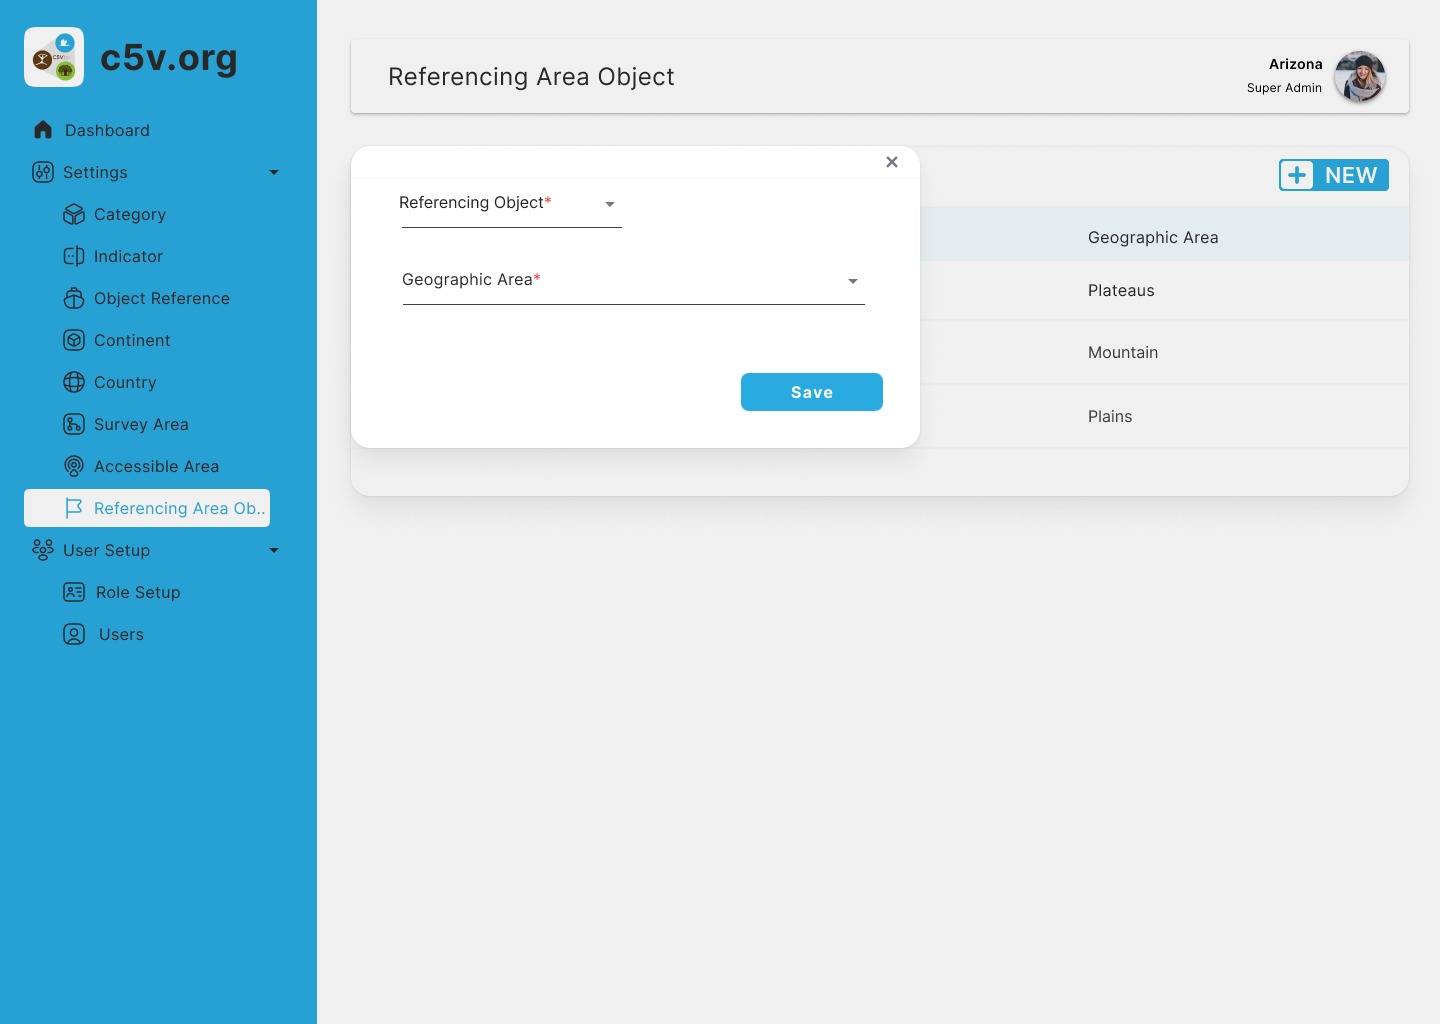 c5v.org
Dashboard
Settings
Category
Indicator
Object Reference
Continent
Country
Survey Area
Accessible Area
Referencing Area Ob..
User Setup
Role Setup
Users
Referencing Area Object
Arizona
Super Admin
NEW
Referencing Object*
Geographic Area*
Save
Geographic Area
Plateaus
Mountain
Plains